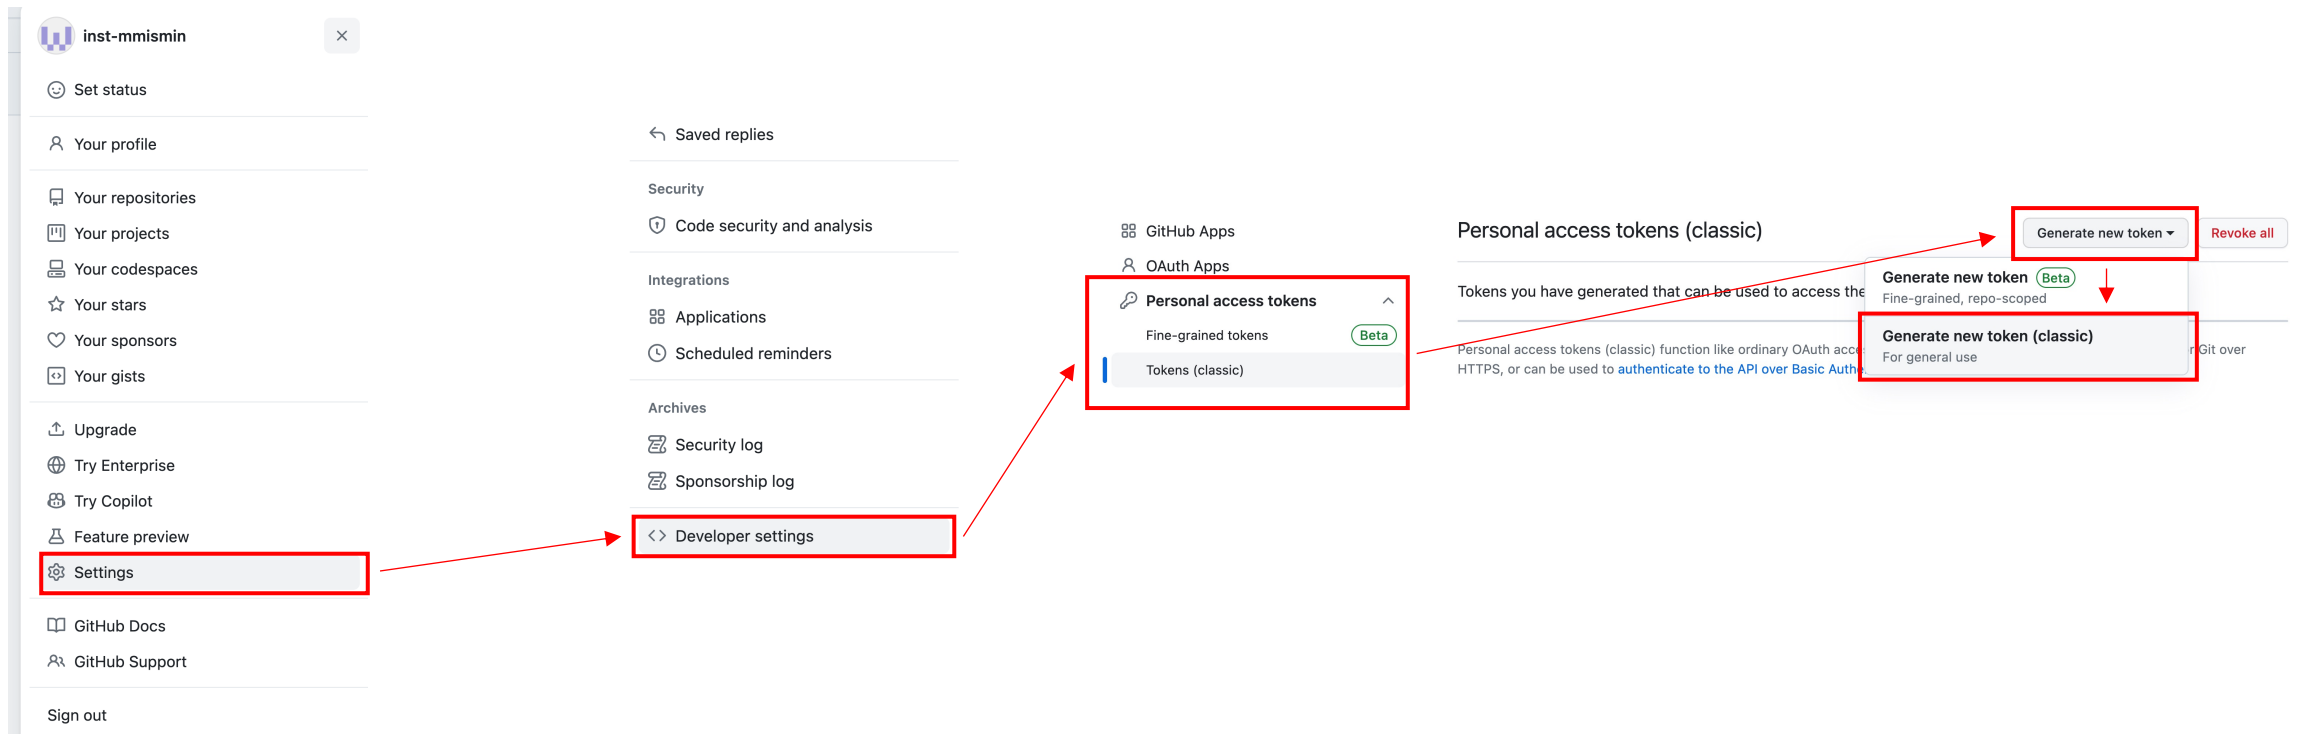 inst-mmismin
Set status
Your profile
Your repositories
Your projects
Your codespaces
Your stars
Your sponsors
Your gists
Upgrade
Try Enterprise
Try Copilot
Feature preview
Settings
GitHub Docs
GitHub Support
Sign out
Saved replies
Security
Code security and analysis
Integrations
Applications
Scheduled reminders
Archives
Security log
Sponsorship log
Developer settings
GitHub Apps
OAuth Apps
Personal access tokens
Fine-grained tokens Beta
Tokens (classic)
Personal access tokens (classic)
Generate new token
Revoke all
Tokens you have generated that can be used to access the
Generate new token Beta
Fine-grained, repo-scoped
Generate new token (classic)
For general use
Personal access tokens (classic) function like ordinary OAuth acce Git over
HTTPS, or can be used to authenticate to the API over Basic Authe